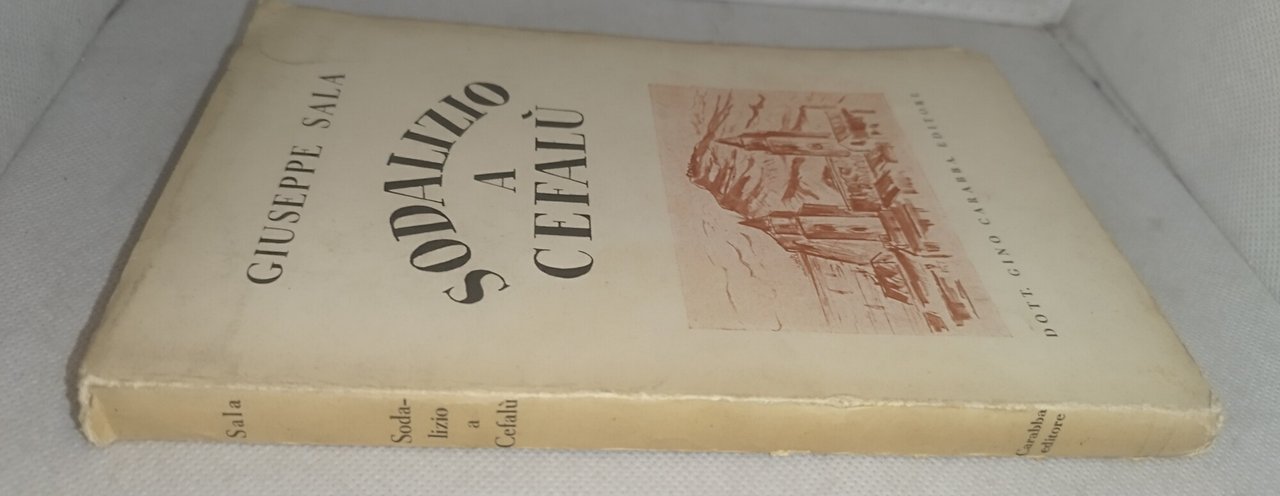 GIUSEPPE SALA
SODALIZIO
A
CEFALÙ
DOTT. GINO CARABBA EDITORE
Sala
Soda-
lizio
a
Cefalù
Carabba
editore